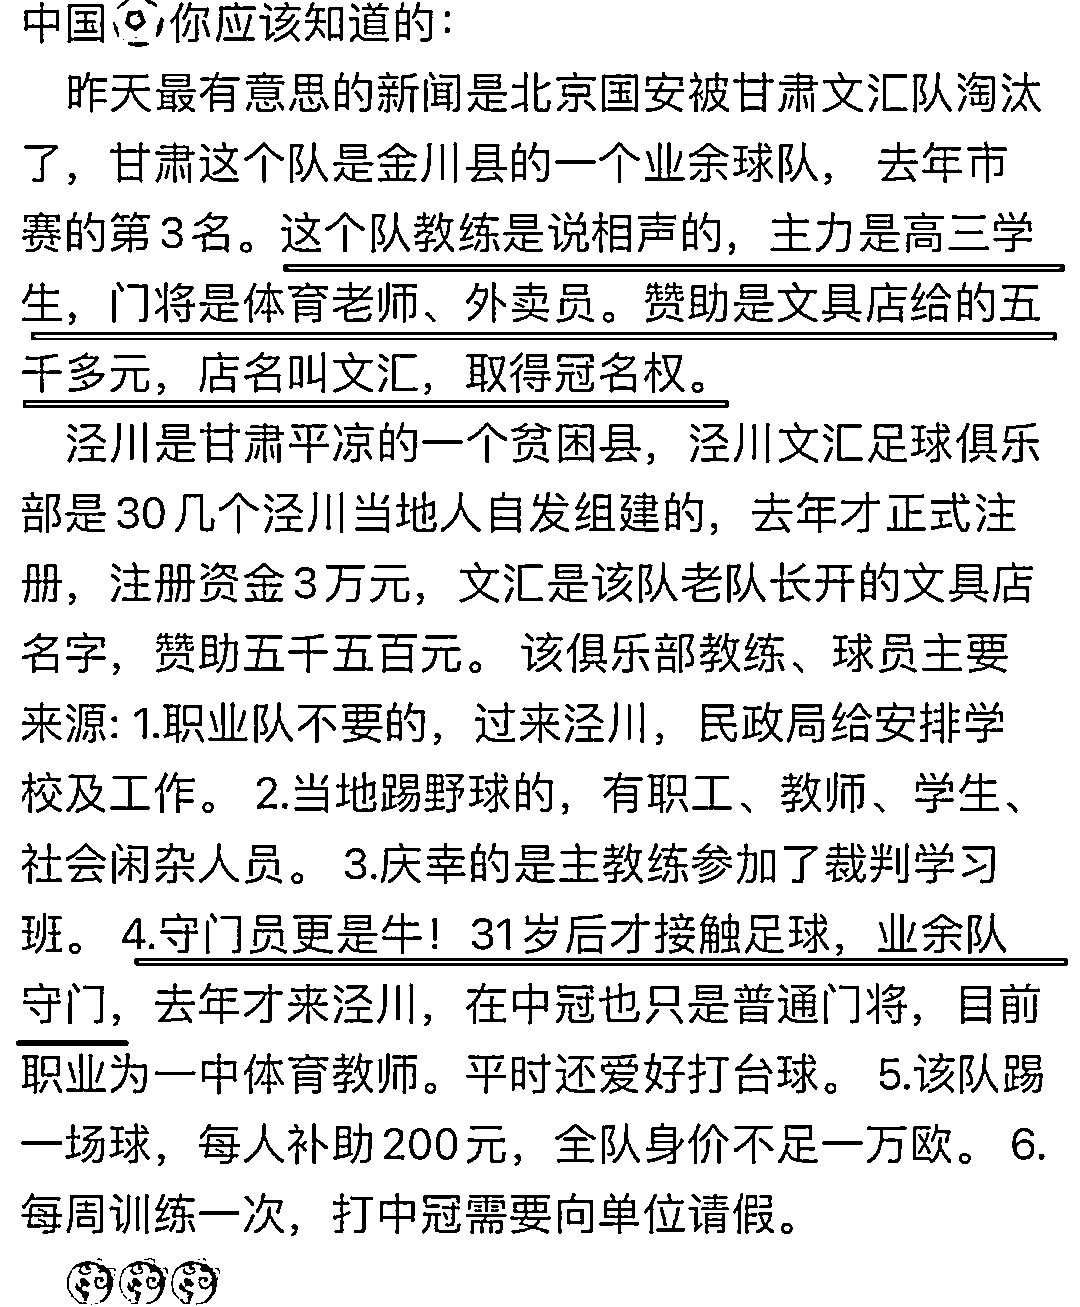 中国⚽你应该知道的：
昨天最有意思的新闻是北京国安被甘肃文汇队淘汰
了，甘肃这个队是金川县的一个业余球队， 去年市
赛的第3名。这个队教练是说相声的，主力是高三学
生，门将是体育老师、外卖员。赞助是文具店给的五
千多元，店名叫文汇，取得冠名权。
泾川是甘肃平凉的一个贫困县，泾川文汇足球俱乐
部是30几个泾川当地人自发组建的，去年才正式注
册，注册资金3万元，文汇是该队老队长开的文具店
名字，赞助五千五百元。 该俱乐部教练、球员主要
来源: 1.职业队不要的，过来泾川，民政局给安排学
校及工作。 2.当地踢野球的，有职工、教师、学生、
社会闲杂人员。 3.庆幸的是主教练参加了裁判学习
班。 4.守门员更是牛！31岁后才接触足球，业余队
守门，去年才来泾川，在中冠也只是普通门将，目前
职业为一中体育教师。平时还爱好打台球。 5.该队踢
一场球，每人补助200元，全队身价不足一万欧。 6.
每周训练一次，打中冠需要向单位请假。